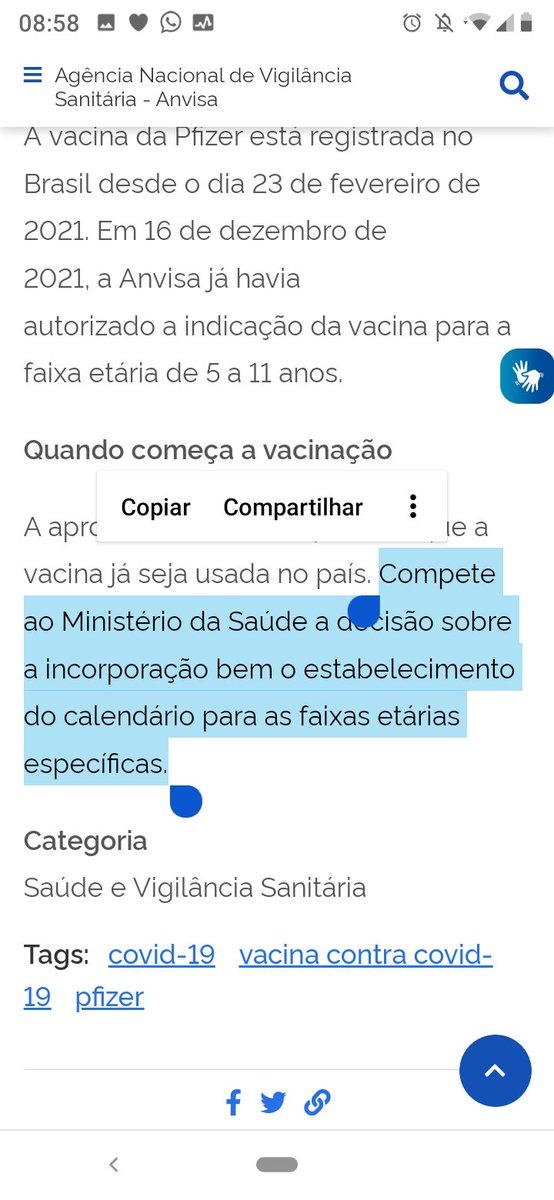 08:58
Agência Nacional de Vigilância
Sanitária - Anvisa
A vacina da Pfizer está registrada no
Brasil desde o dia 23 de fevereiro de
2021. Em 16 de dezembro de
2021, a Anvisa já havia
autorizado a indicação da vacina para a
faixa etária de 5 a 11 anos.
Quando começa a vacinação
Copiar Compartilhar
A a
vacina já seja usada no país. Compete
ao Ministério da Saúde a decisão sobre
a incorporação bem o estabelecimento
do calendário para as faixas etárias
específicas.
Categoria
Saúde e Vigilância Sanitária
Tags: covid-19 vacina contra covid-
19 pfizer